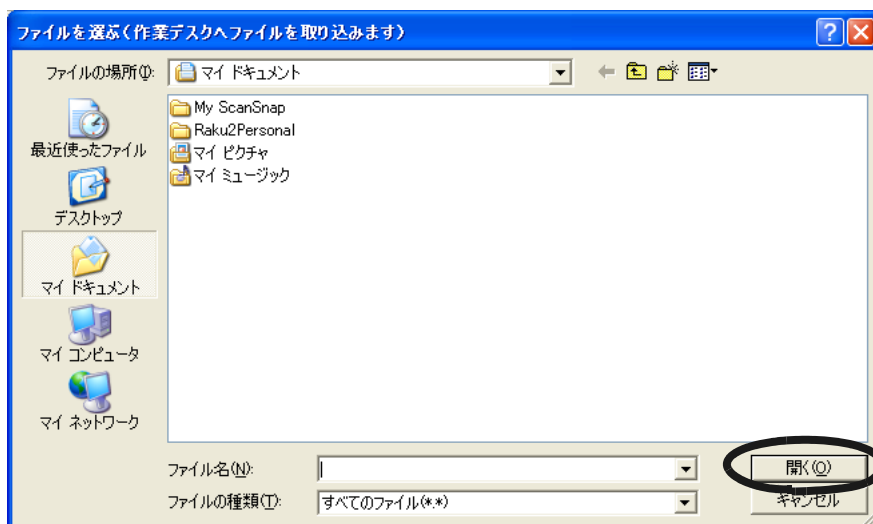 ファイルを選ぶ(作業デスクへファイルを取り込みます)
ファイルの場所(I):
マイ ドキュメント
My ScanSnap
Raku2Personal
マイ ピクチャ
マイ ミュージック
最近使ったファイル
デスクトップ
マイ ドキュメント
マイ コンピュータ
マイ ネットワーク
ファイル名(N):
開く(O)
ファイルの種類(T):
すべてのファイル(*.*)
キャンセル